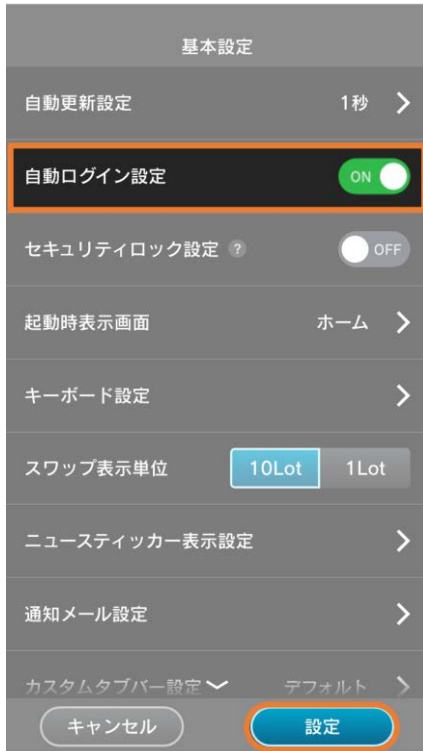 基本設定
自動更新設定 1秒
自動ログイン設定 ON
セキュリティロック設定 ? OFF
起動時表示画面 ホーム
キーボード設定
スワップ表示単位 10Lot 1Lot
ニュースティッカー表示設定
通知メール設定
カスタムタブバー設定 デフォルト
キャンセル 設定